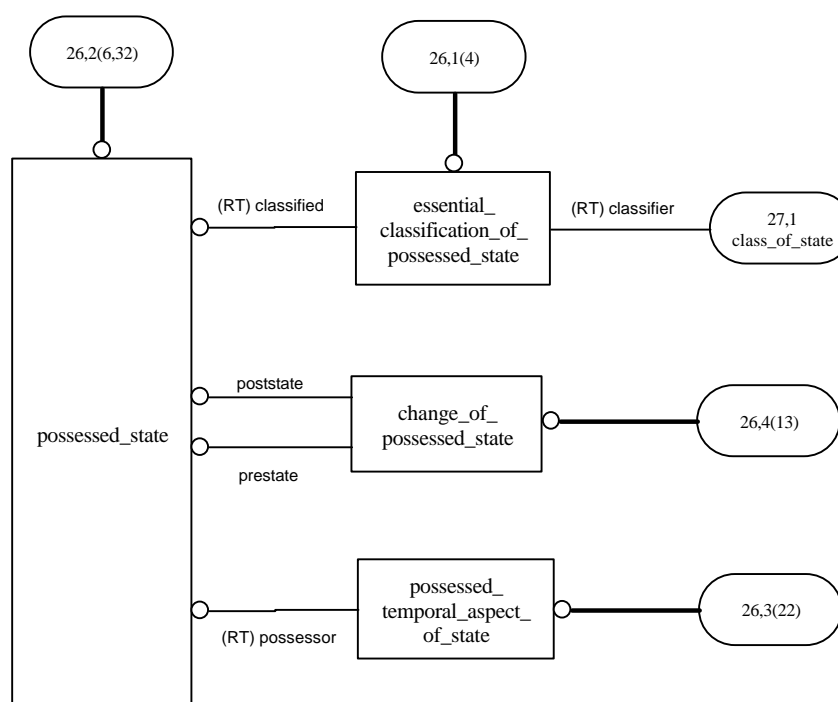 26,2(6,32)
26,1(4)
(RT) classified
essential_
classification_of_
possessed_state
(RT) classifier
27,1
class_of_state
poststate
possessed_state
change_of_
possessed_state
26,4(13)
prestate
possessed_
temporal_aspect_
of_state
26,3(22)
(RT) possessor